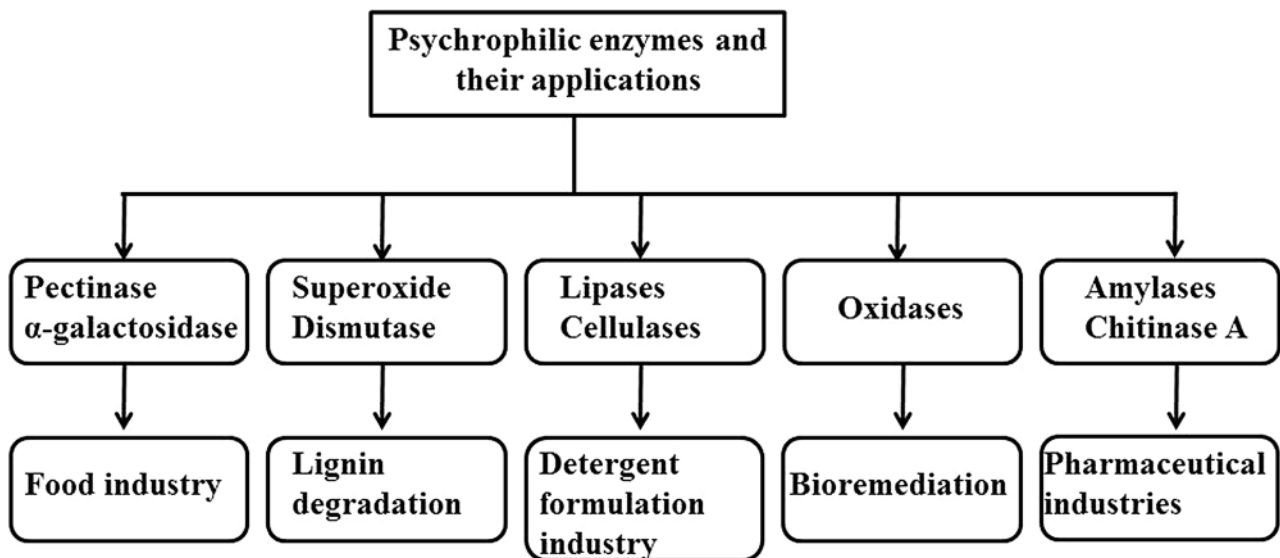 Psychrophilic enzymes and
their applications
Pectinase
α-galactosidase
Superoxide
Dismutase
Lipases
Cellulases
Oxidases
Amylases
Chitinase A
Food industry
Lignin
degradation
Detergent
formulation
industry
Bioremediation
Pharmaceutical
industries